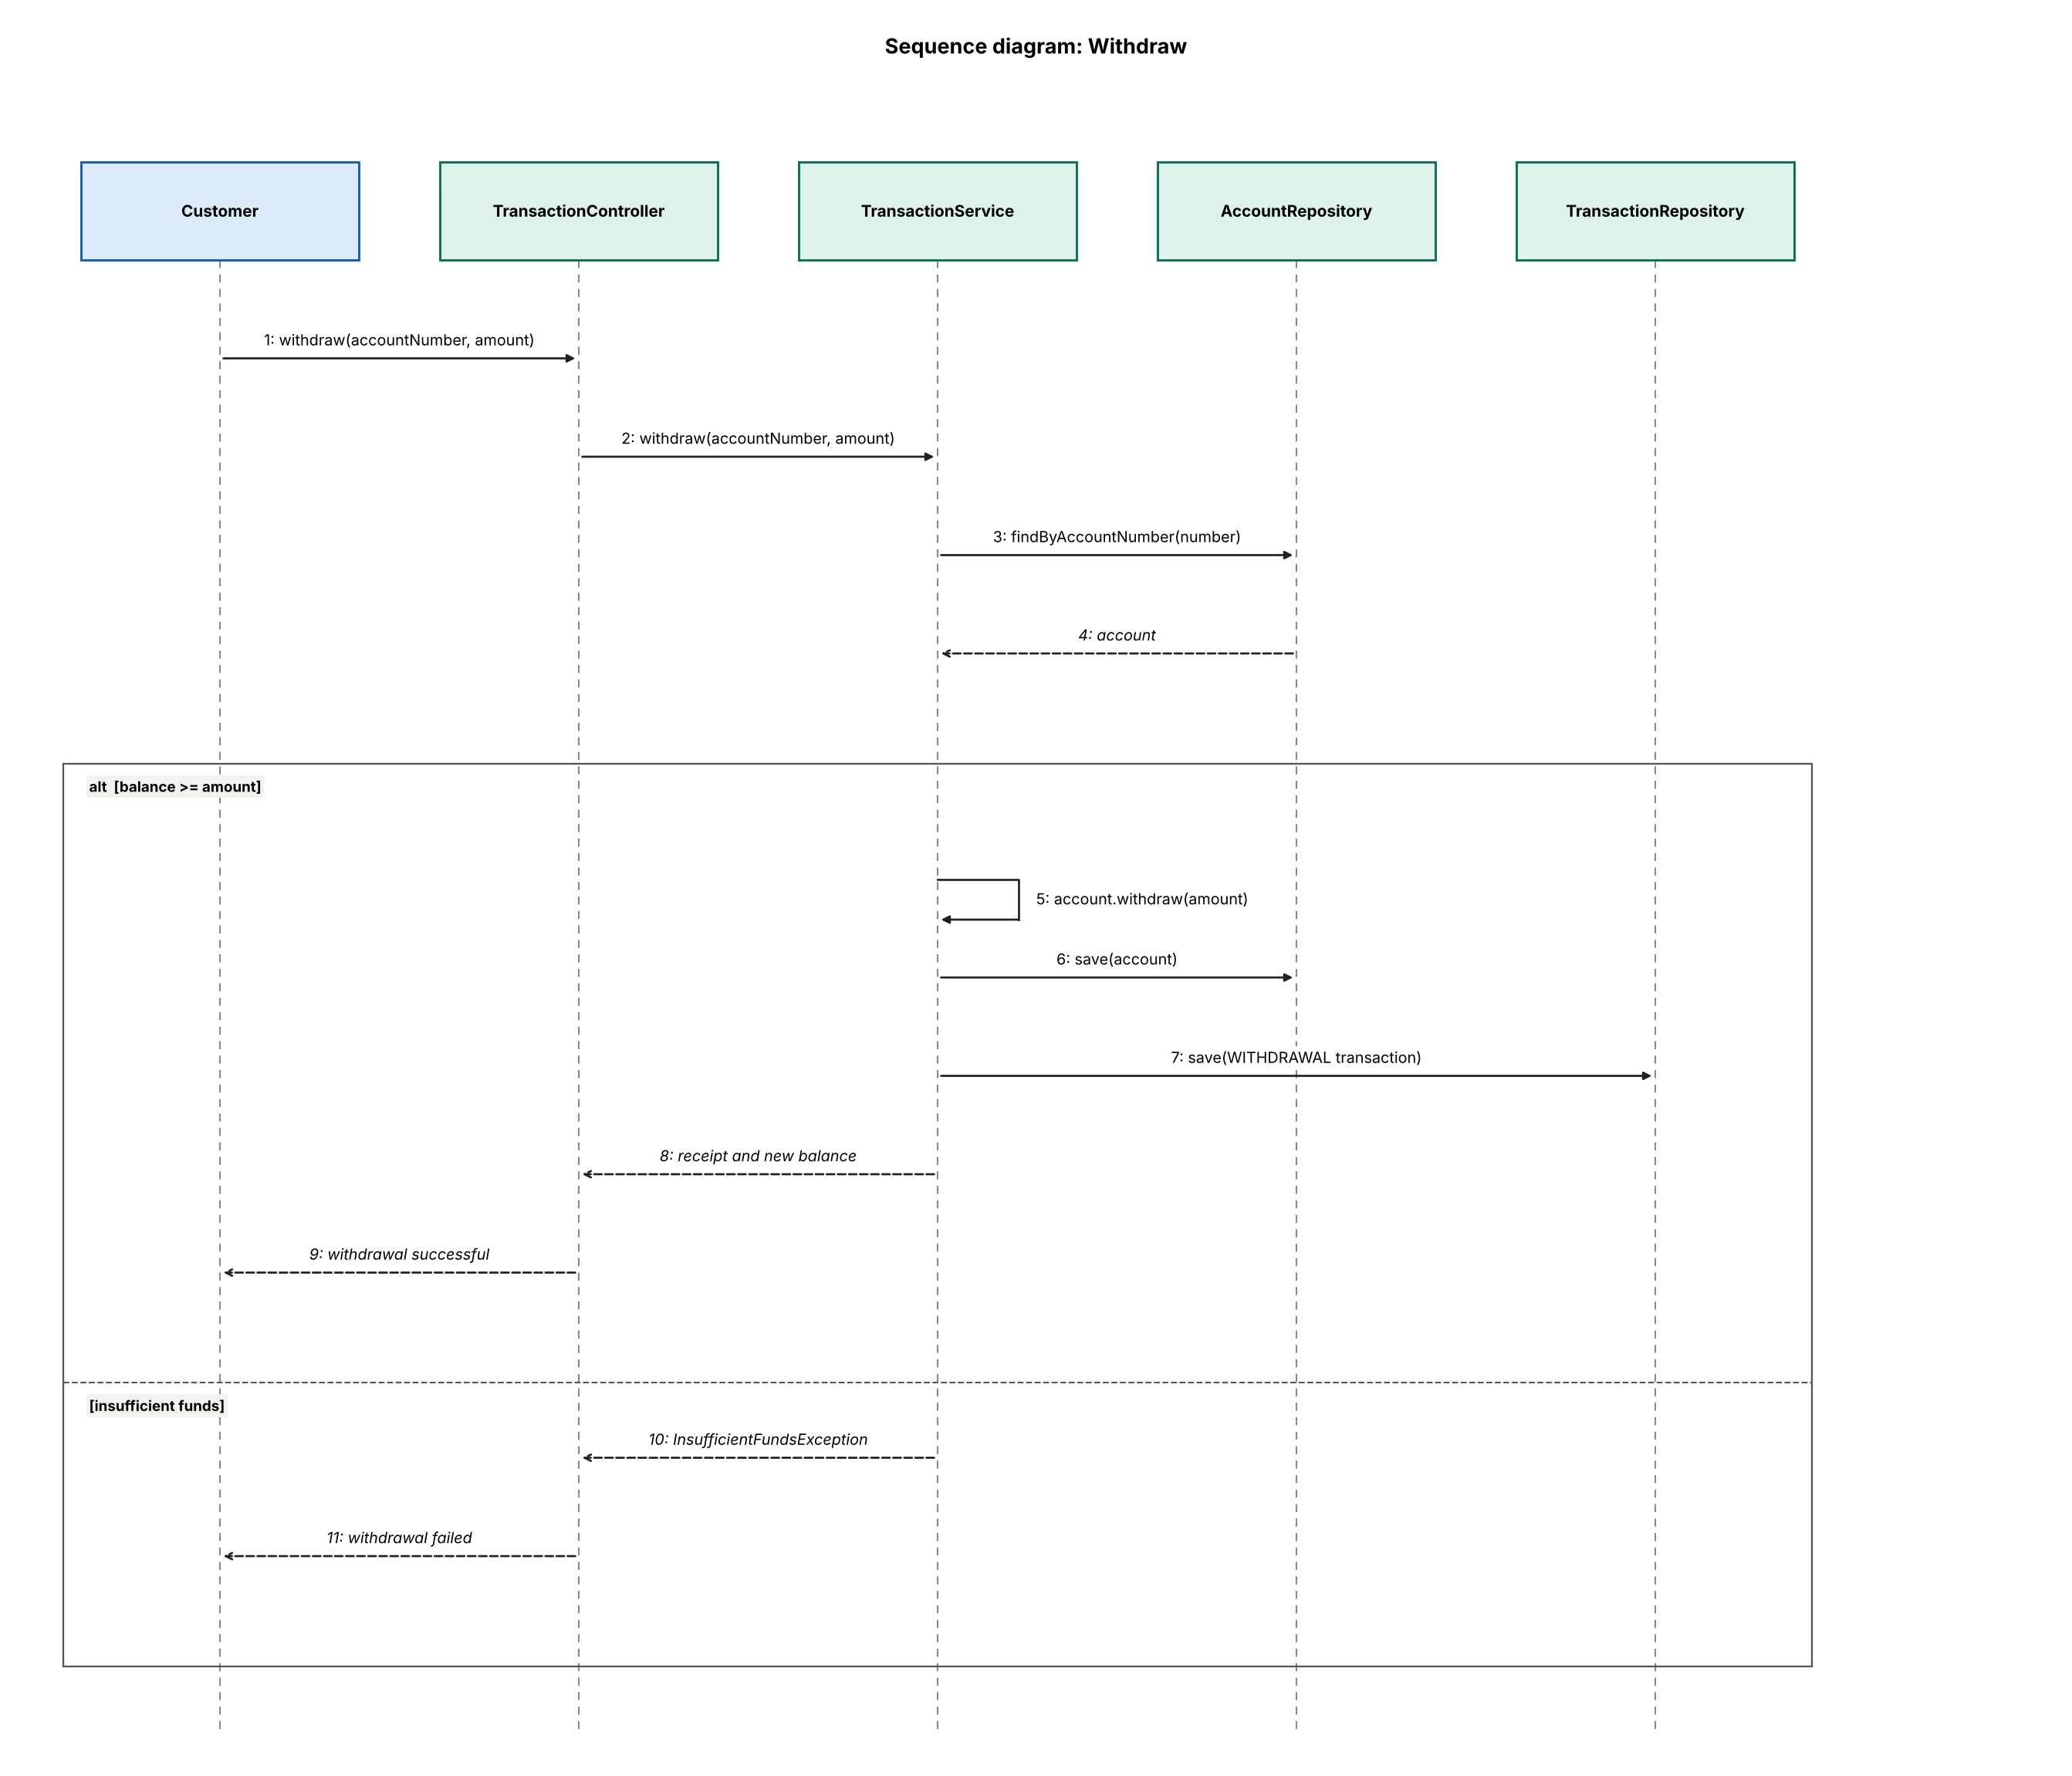 Sequence diagram: Withdraw
Customer
TransactionController
TransactionService
AccountRepository
TransactionRepository
1: withdraw(accountNumber, amount)
2: withdraw(accountNumber, amount)
3: findByAccountNumber(number)
4: account
alt [balance >= amount]
5: account.withdraw(amount)
6: save(account)
7: save(WITHDRAWAL transaction)
8: receipt and new balance
9: withdrawal successful
[insufficient funds]
10: InsufficientFundsException
11: withdrawal failed